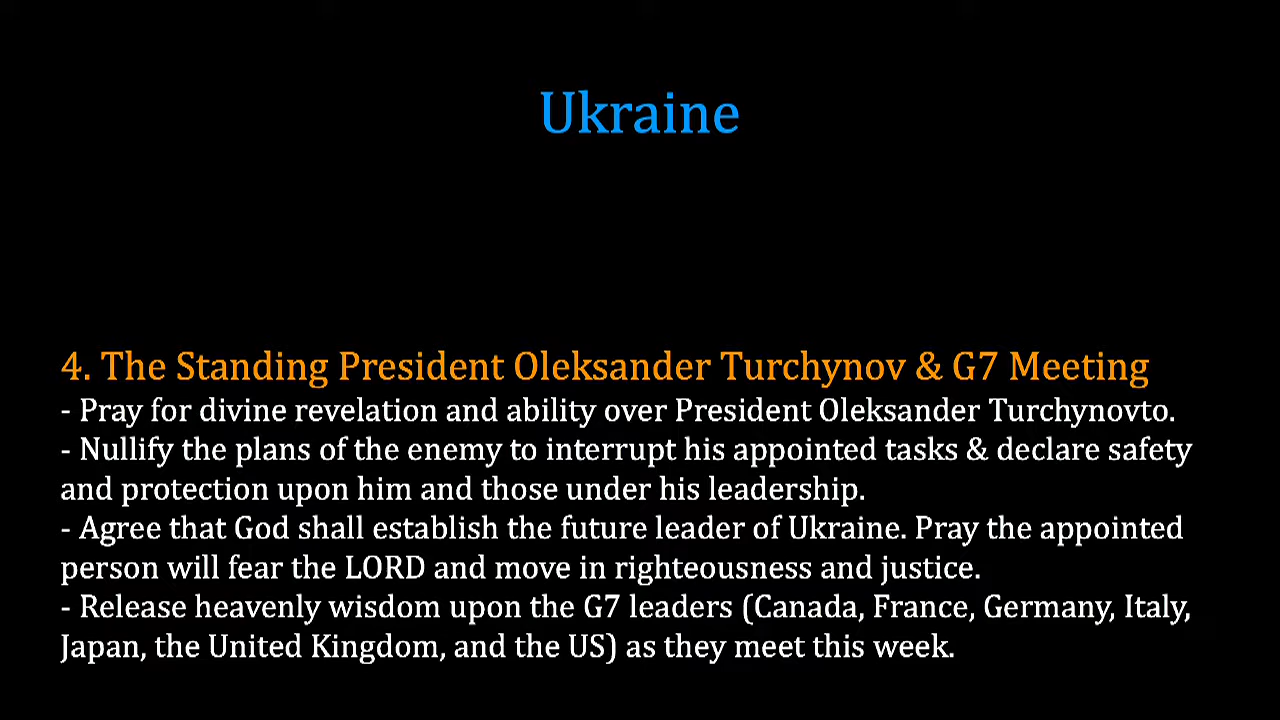 Ukraine
4. The Standing President Oleksander Turchynov & G7 Meeting
- Pray for divine revelation and ability over President Oleksander Turchynovto.
- Nullify the plans of the enemy to interrupt his appointed tasks & declare safety
and protection upon him and those under his leadership.
- Agree that God shall establish the future leader of Ukraine. Pray the appointed
person will fear the LORD and move in righteousness and justice.
- Release heavenly wisdom upon the G7 leaders (Canada, France, Germany, Italy,
Japan, the United Kingdom, and the US) as they meet this week.